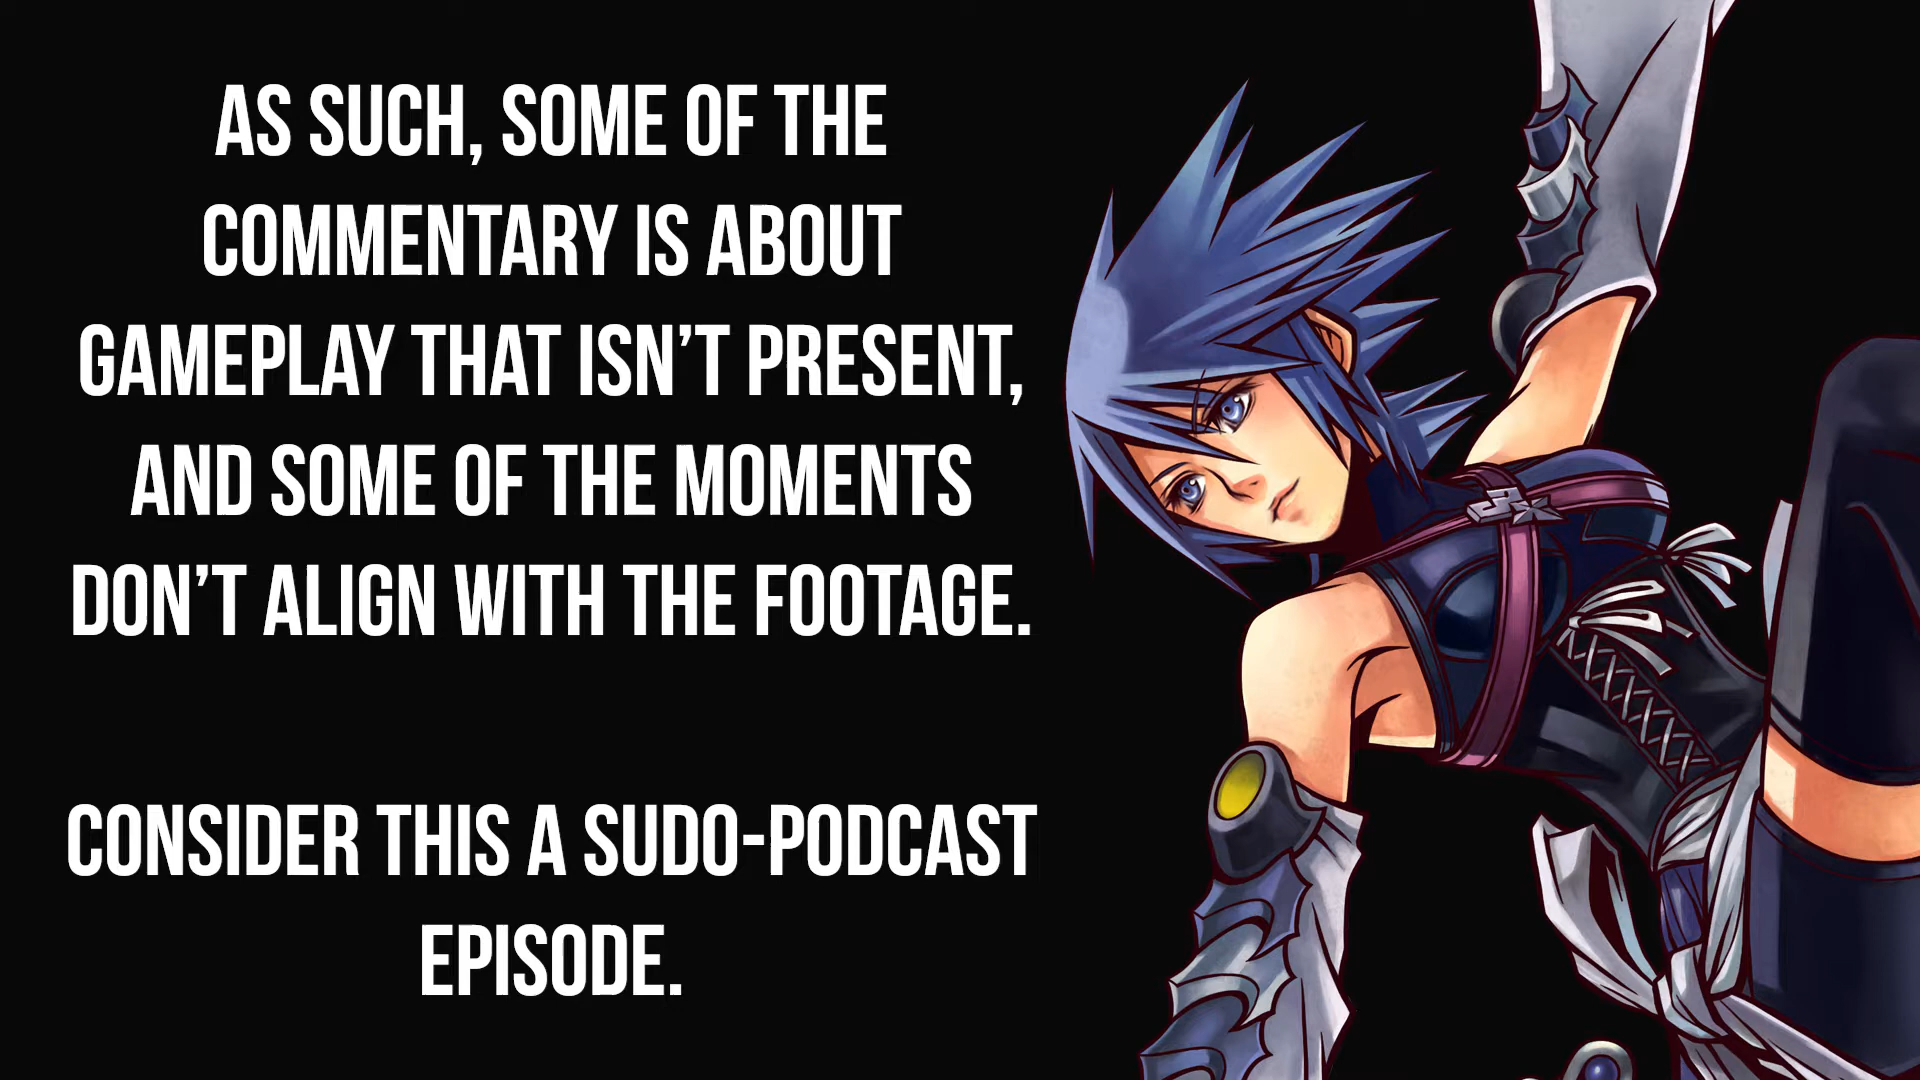 AS SUCH, SOME OF THE
COMMENTARY IS ABOUT
GAMEPLAY THAT ISN'T PRESENT,
AND SOME OF THE MOMENTS
DON'T ALIGN WITH THE FOOTAGE.
CONSIDER THIS A SUDO-PODCAST
EPISODE.